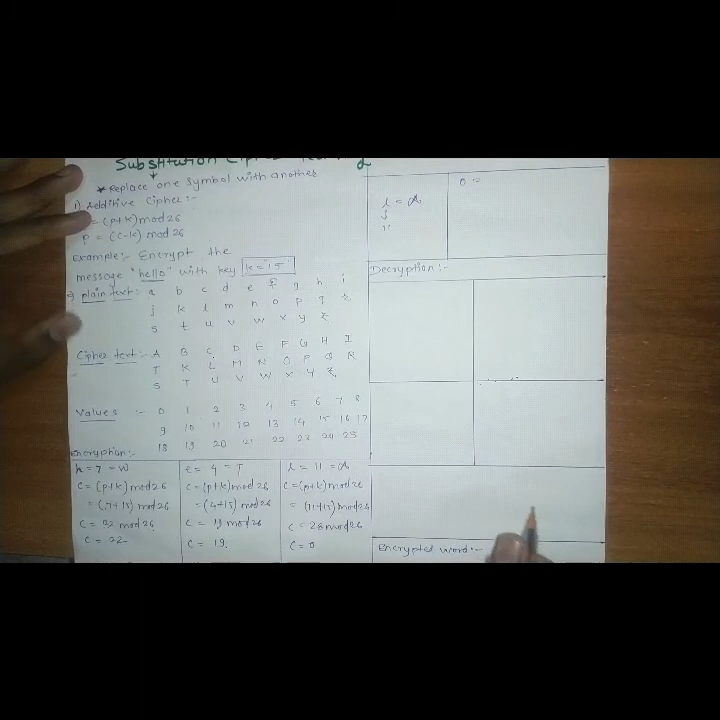 Substitution Cipher
* Replace one symbol with another
1) Additive Cipher :-
= (p+k) mod 26
P = (C-k) mod 26
Example:- Encrypt the
message "hello" with key k="15"
plain text : a b c d e f g h i
j k l m n o p q r
s t u v w x y z
Cipher text :- A B C D E F G H I
J K L M N O P Q R
S T U V W X Y Z
Values :- 0 1 2 3 4 5 6 7 8
9 10 11 12 13 14 15 16 17
18 19 20 21 22 23 24 25
Encryption:-
h = 7 = W
C = (p+k) mod 26
= (7+15) mod 26
C = 22 mod 26
C = 22
e = 4 = T
C = (p+k) mod 26
= (4+15) mod 26
C = 19 mod 26
C = 19
l = 11 = A
C = (p+k) mod 26
= (11+15) mod 26
C = 26 mod 26
C = 0
l = A
o =
Decryption:-
Encrypted word:-